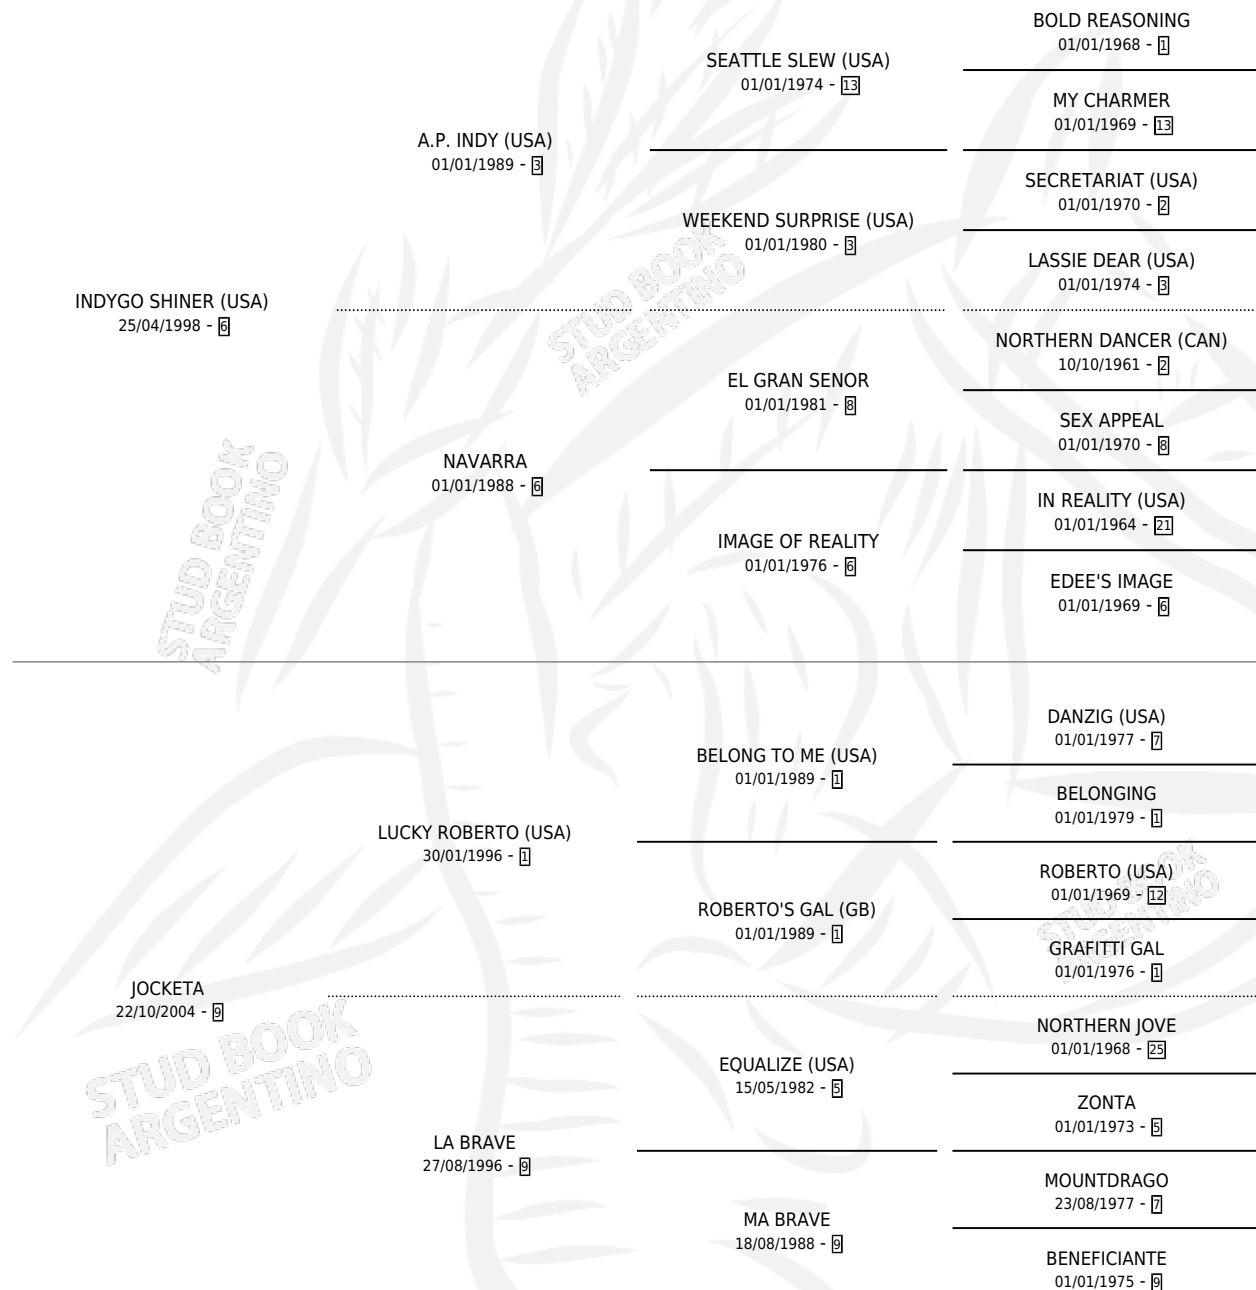 BOLD REASONING
01/01/1968 - 1
SEATTLE SLEW (USA)
01/01/1974 - 13
MY CHARMER
01/01/1969 - 13
A.P. INDY (USA)
01/01/1989 - 3
SECRETARIAT (USA)
01/01/1970 - 2
WEEKEND SURPRISE (USA)
01/01/1980 - 3
LASSIE DEAR (USA)
01/01/1974 - 3
INDYGO SHINER (USA)
25/04/1998 - 6
NORTHERN DANCER (CAN)
10/10/1961 - 2
EL GRAN SENOR
01/01/1981 - 8
SEX APPEAL
01/01/1970 - 8
NAVARRA
01/01/1988 - 6
IN REALITY (USA)
01/01/1964 - 21
IMAGE OF REALITY
01/01/1976 - 6
EDEE'S IMAGE
01/01/1969 - 6
DANZIG (USA)
01/01/1977 - 7
BELONG TO ME (USA)
01/01/1989 - 1
BELONGING
01/01/1979 - 1
LUCKY ROBERTO (USA)
30/01/1996 - 1
ROBERTO (USA)
01/01/1969 - 12
ROBERTO'S GAL (GB)
01/01/1989 - 1
GRAFITTI GAL
01/01/1976 - 1
JOCKETA
22/10/2004 - 9
NORTHERN JOVE
01/01/1968 - 25
EQUALIZE (USA)
15/05/1982 - 5
ZONTA
01/01/1973 - 5
LA BRAVE
27/08/1996 - 9
MOUNTDRAGO
23/08/1977 - 7
MA BRAVE
18/08/1988 - 9
BENEFICIANTE
01/01/1975 - 9
STUD BOOK
ARGENTINO
STUD BOOK
ARGENTINO
STUD BOOK
ARGENTINO
STUD BOOK
ARGENTINO